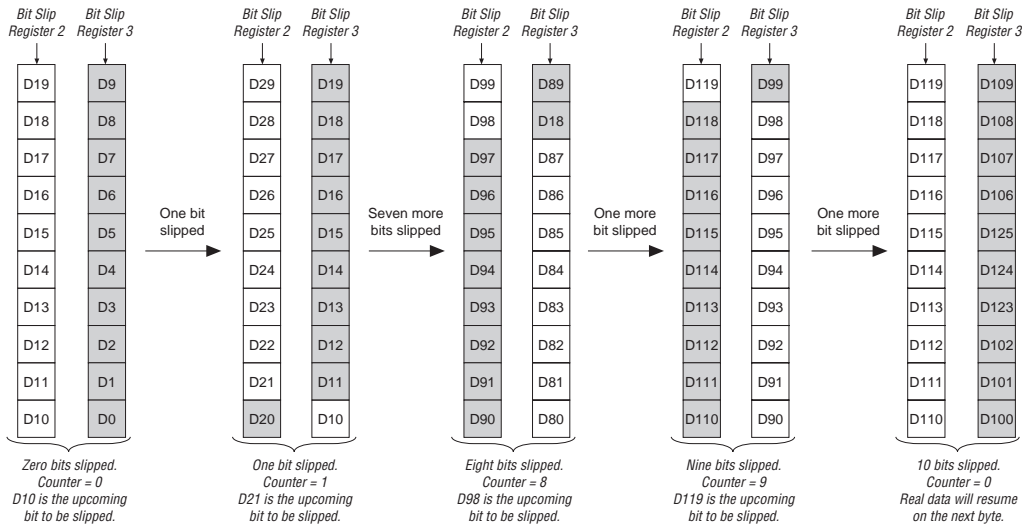 Bit Slip Register 2
Bit Slip Register 3
Bit Slip Register 2
Bit Slip Register 3
Bit Slip Register 2
Bit Slip Register 3
Bit Slip Register 2
Bit Slip Register 3
Bit Slip Register 2
Bit Slip Register 3
D19 D9 D29 D19 D99 D89 D119 D99 D119 D109
D18 D8 D28 D18 D98 D18 D118 D98 D118 D108
D17 D7 D27 D17 D97 D87 D117 D97 D117 D107
D16 D6 D26 D16 D96 D86 D116 D96 D116 D106
D15 D5 D25 D15 D95 D85 D115 D95 D115 D125
D14 D4 D24 D14 D94 D84 D114 D94 D114 D124
D13 D3 D23 D13 D93 D83 D113 D93 D113 D123
D12 D2 D22 D12 D92 D82 D112 D92 D112 D102
D11 D1 D21 D11 D91 D81 D111 D91 D111 D101
D10 D0 D20 D10 D90 D80 D110 D90 D110 D100
One bit
slipped
Seven more
bits slipped
One more
bit slipped
One more
bit slipped
Zero bits slipped.
Counter = 0
D10 is the upcoming
bit to be slipped.
One bit slipped.
Counter = 1
D21 is the upcoming
bit to be slipped.
Eight bits slipped.
Counter = 8
D98 is the upcoming
bit to be slipped.
Nine bits slipped.
Counter = 9
D119 is the upcoming
bit to be slipped.
10 bits slipped.
Counter = 0
Real data will resume
on the next byte.